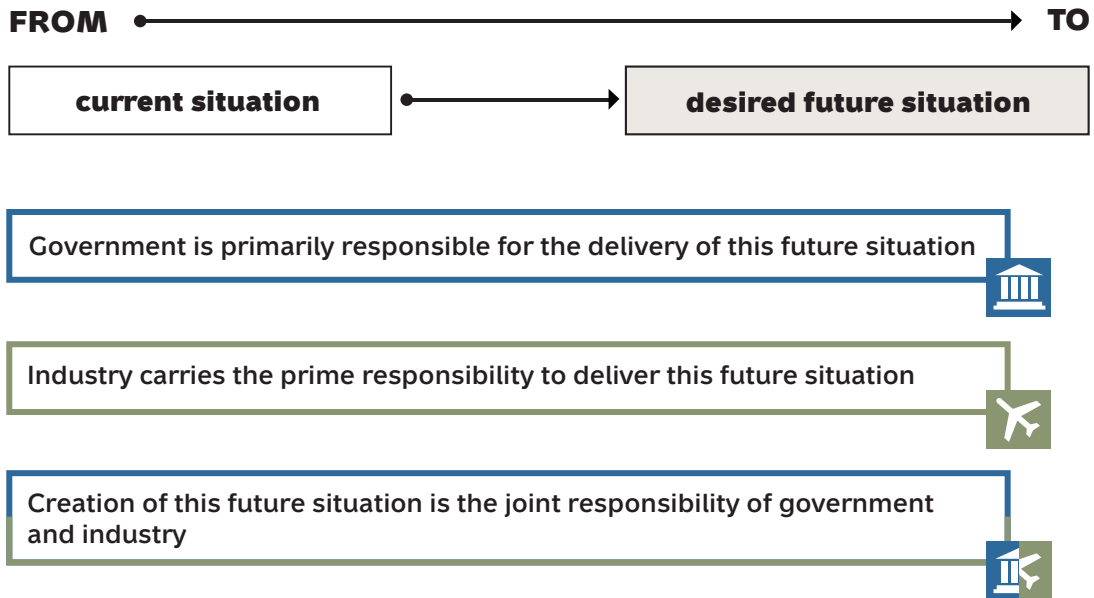 FROM TO
current situation desired future situation
Government is primarily responsible for the delivery of this future situation
Industry carries the prime responsibility to deliver this future situation
Creation of this future situation is the joint responsibility of government
and industry